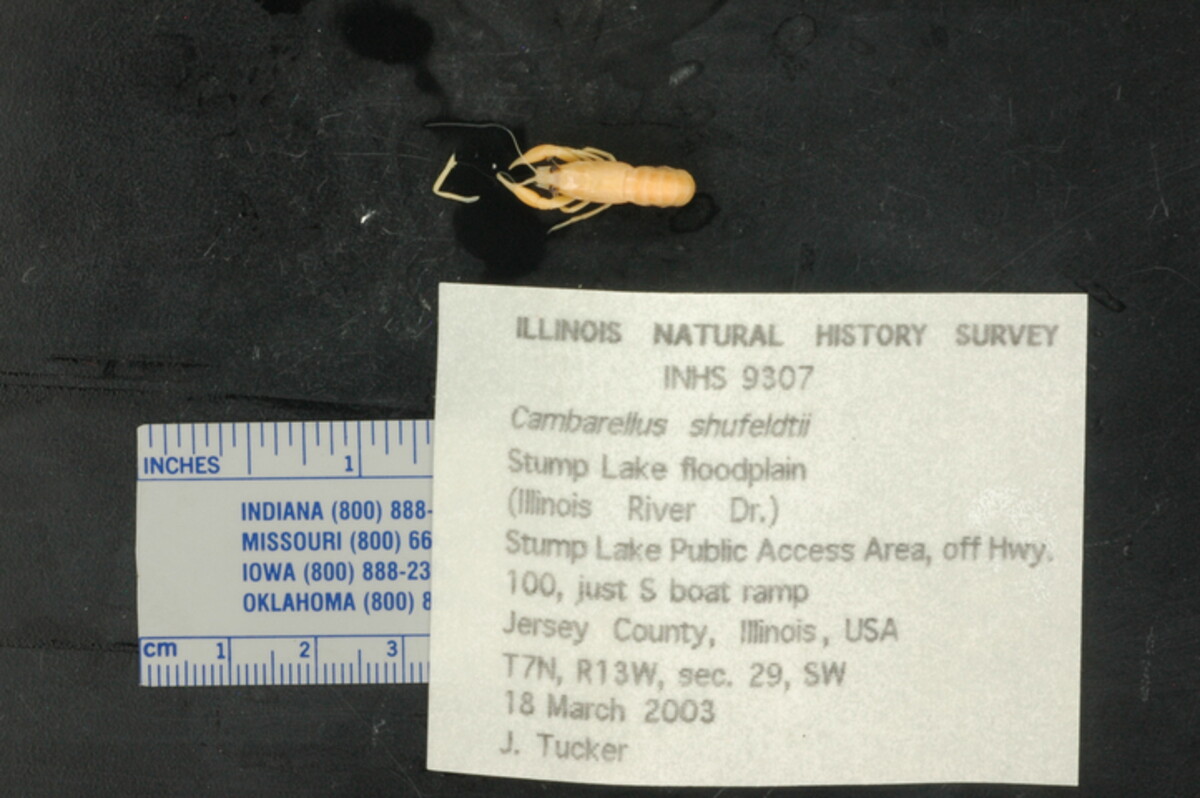 ILLINOIS NATURAL HISTORY SURVEY
INHS 9307
Cambarellus shufeldtii
Stump Lake floodplain
(Illinois River Dr.)
Stump Lake Public Access Area, off Hwy.
100, just S boat ramp
Jersey County, Illinois, USA
T7N, R13W, sec. 29, SW
18 March 2003
J. Tucker
INCHES 1
INDIANA (800) 888-
MISSOURI (800) 66
IOWA (800) 888-23
OKLAHOMA (800) 8
cm 1 2 3